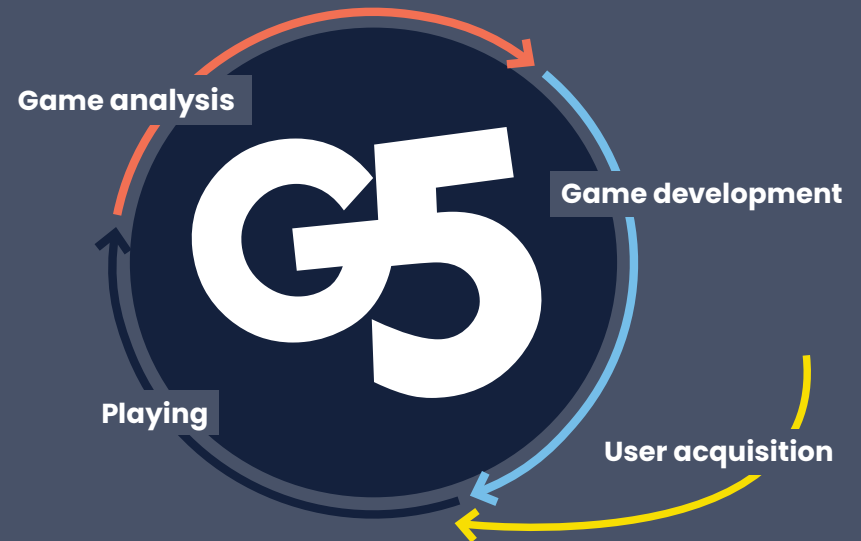 Game analysis
G5
Game development
Playing
User acquisition